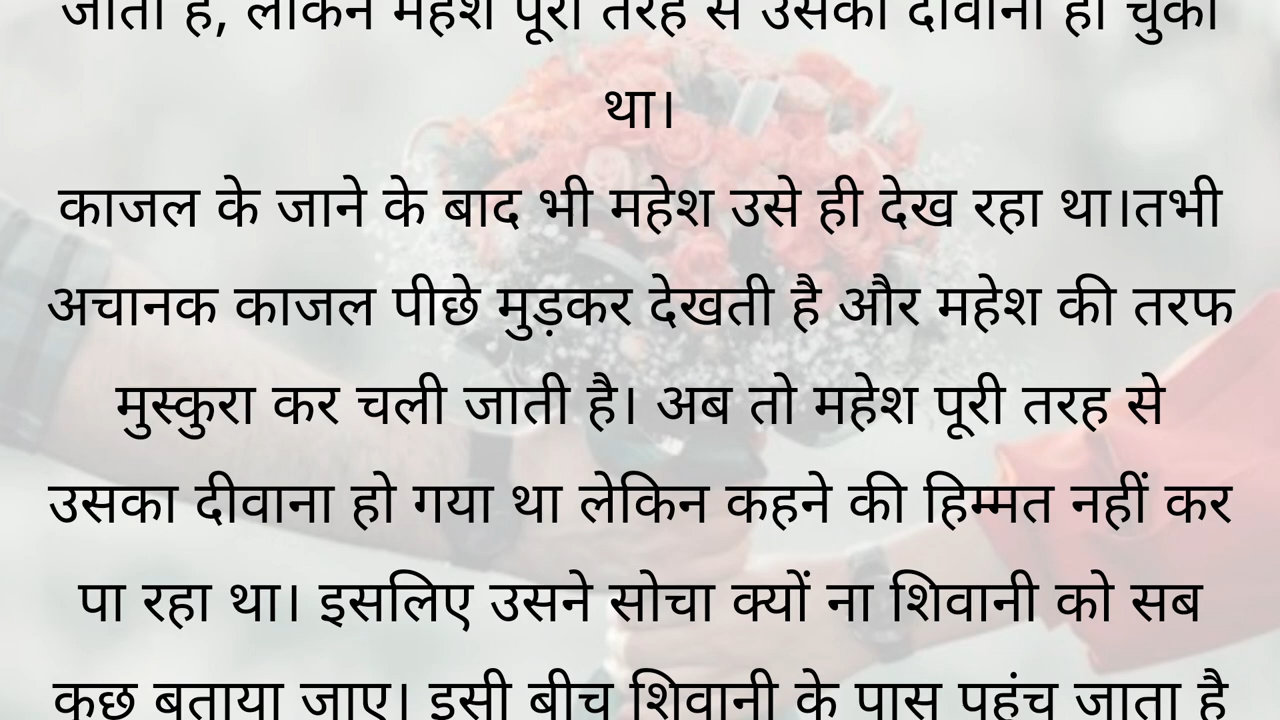 जाती है, लेकिन महेश पूरी तरह से उसका दीवाना हो चुका
था।
काजल के जाने के बाद भी महेश उसे ही देख रहा था।तभी
अचानक काजल पीछे मुड़कर देखती है और महेश की तरफ
मुस्कुरा कर चली जाती है। अब तो महेश पूरी तरह से
उसका दीवाना हो गया था लेकिन कहने की हिम्मत नहीं कर
पा रहा था। इसलिए उसने सोचा क्यों ना शिवानी को सब
कुछ बताया जाए। इसी बीच शिवानी के पास पहुंच जाता है